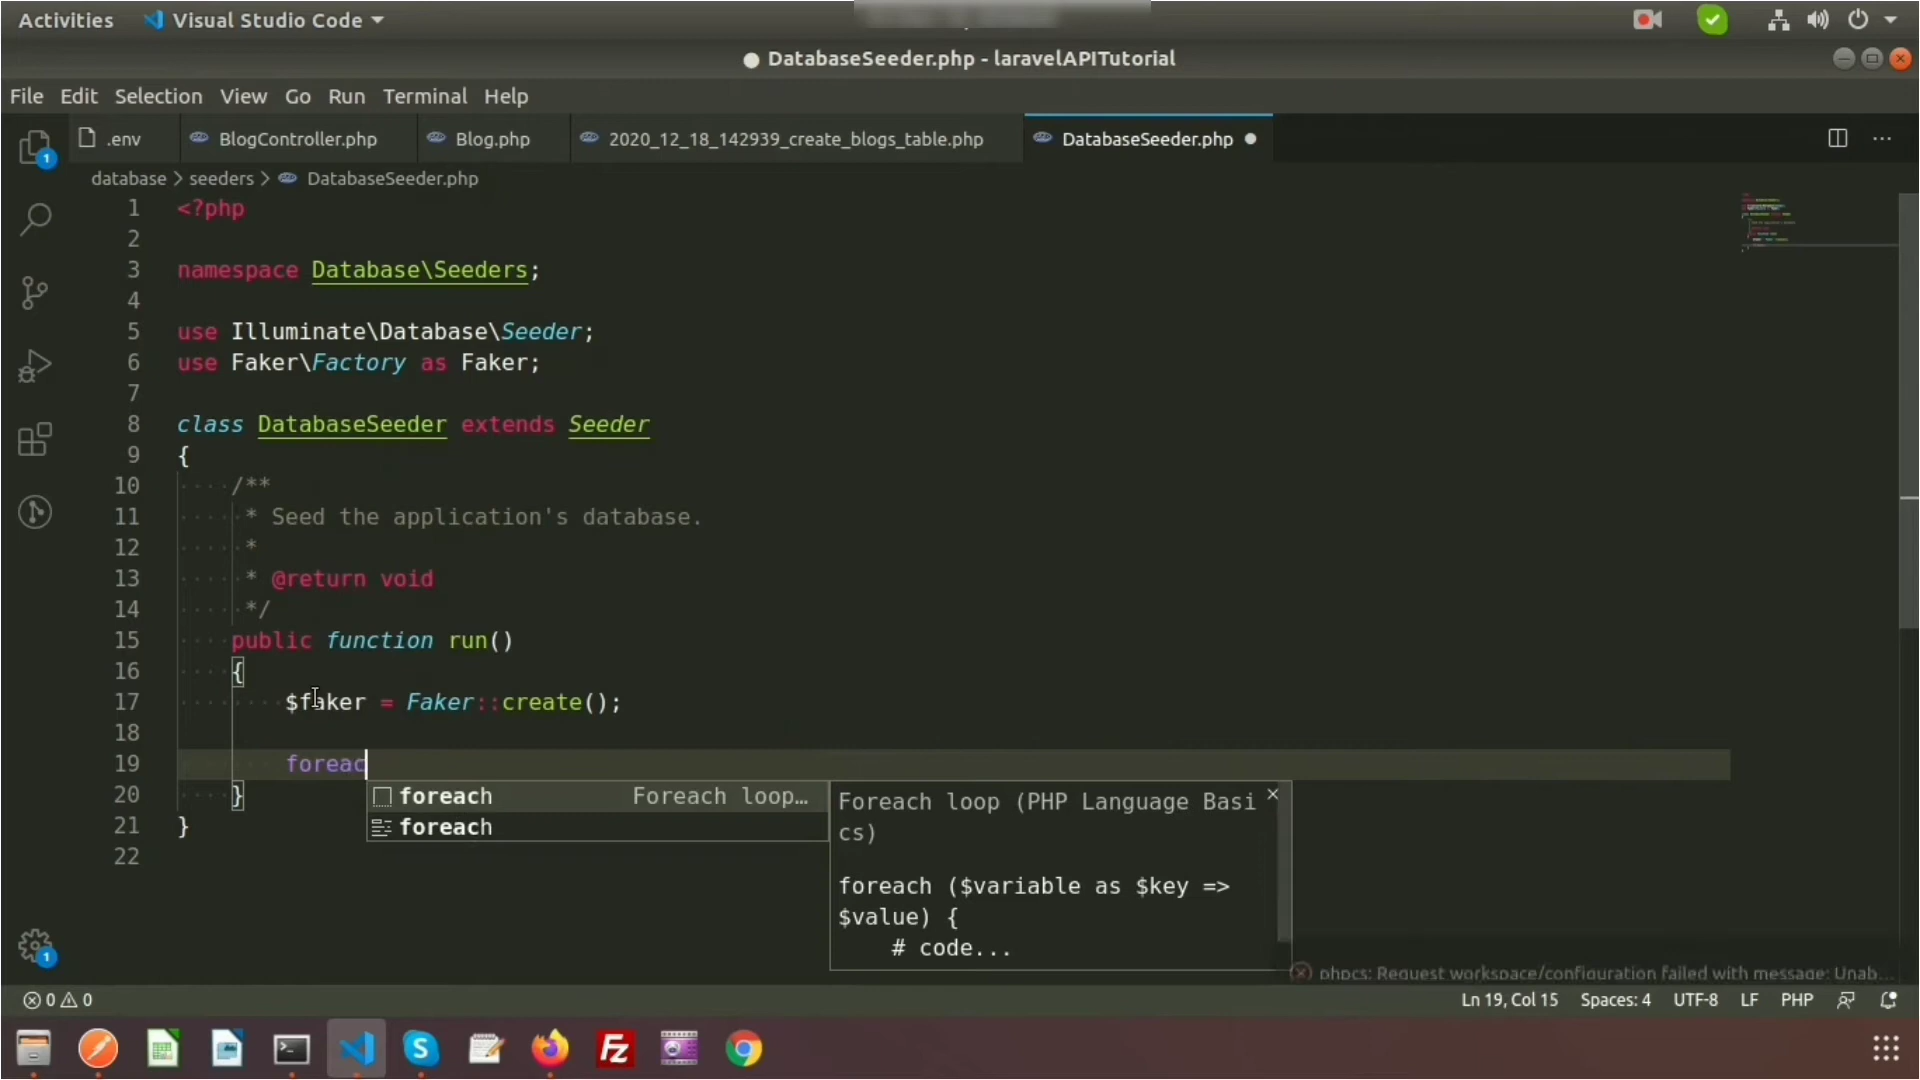 Activities Visual Studio Code
DatabaseSeeder.php - laravelAPITutorial
File Edit Selection View Go Run Terminal Help
.env BlogController.php Blog.php 2020_12_18_142939_create_blogs_table.php DatabaseSeeder.php
database > seeders > DatabaseSeeder.php
1 <?php
2
3 namespace Database\Seeders;
4
5 use Illuminate\Database\Seeder;
6 use Faker\Factory as Faker;
7
8 class DatabaseSeeder extends Seeder
9 {
10 /**
11 * Seed the application's database.
12 *
13 * @return void
14 */
15 public function run()
16 {
17 $faker = Faker::create();
18
19 foreac
20 }
21 }
22
foreach Foreach loop…
foreach
Foreach loop (PHP Language Basi
cs)
foreach ($variable as $key =>
$value) {
# code...
phpcs: Request workspace/configuration failed with message: Unab...
1
1
0 0 Ln 19, Col 15 Spaces: 4 UTF-8 LF PHP
S
Fz